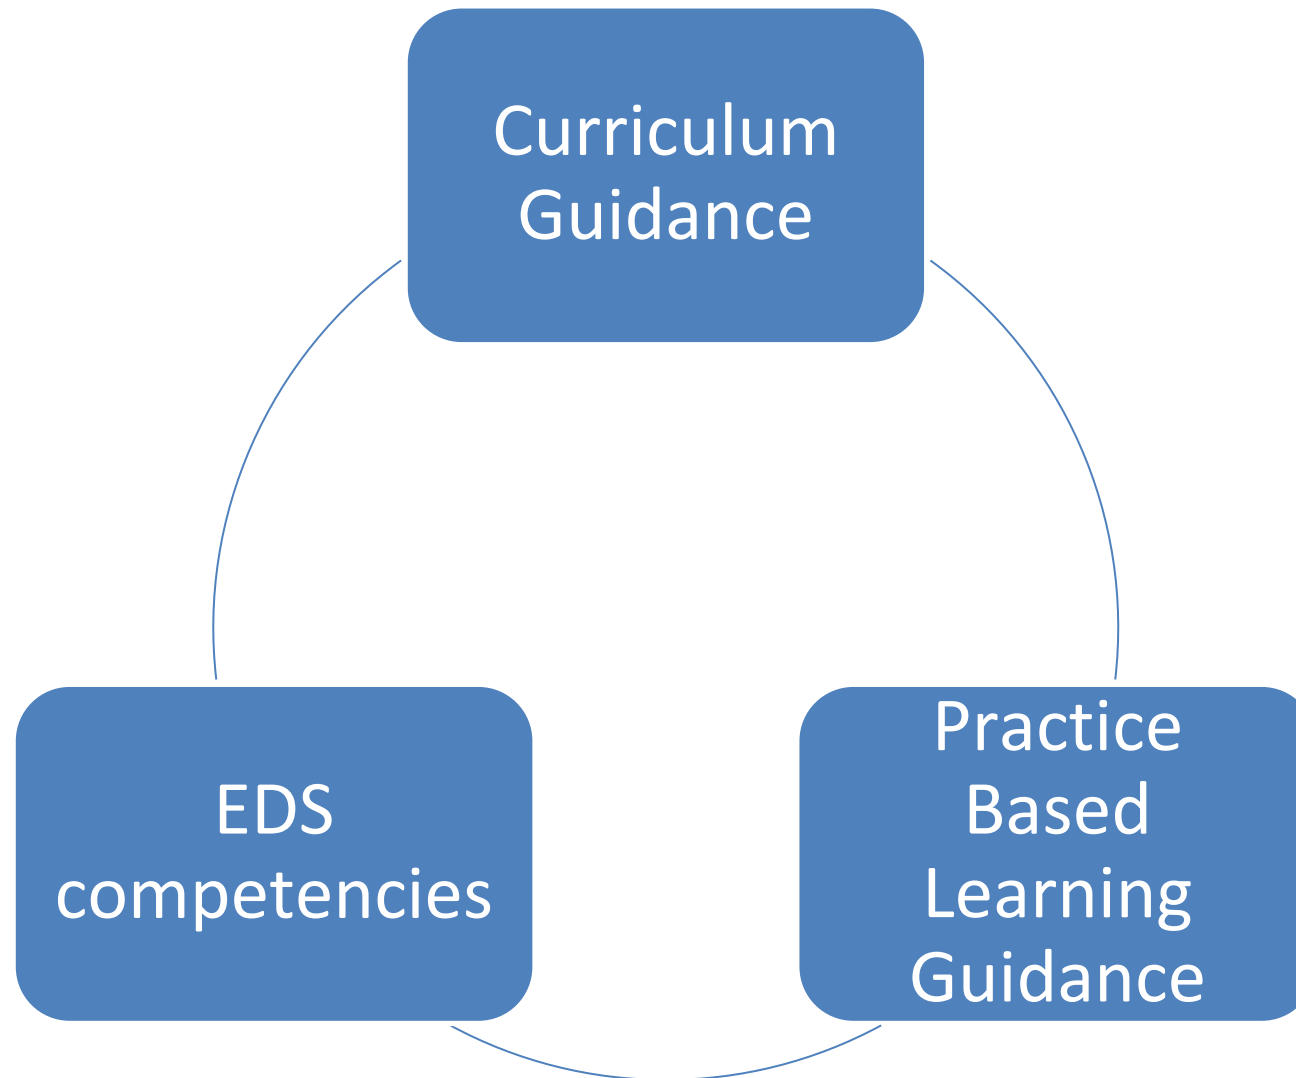 Curriculum
Guidance
EDS
competencies
Practice
Based
Learning
Guidance